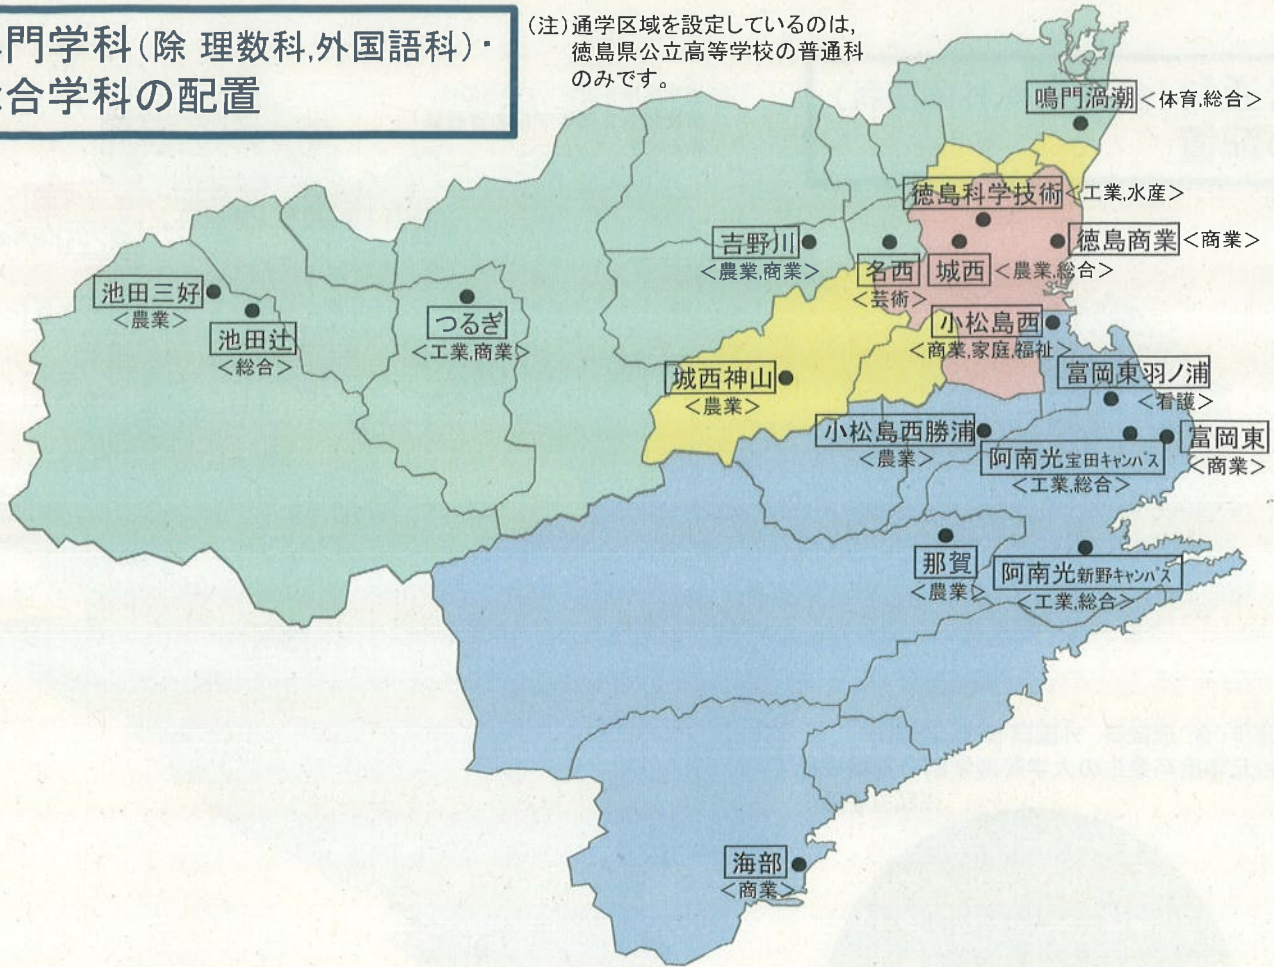 門学科(除 理数科,外国語科)・
合学科の配置
(注)通学区域を設定しているのは,
徳島県公立高等学校の普通科
のみです。
鳴門渦潮 <体育,総合>
徳島科学技術 <工業,水産>
吉野川
<農業,商業>
名西
<芸術>
城西
<農業,総合>
徳島商業 <商業>
池田三好
<農業>
池田辻
<総合>
つるぎ
<工業,商業>
小松島西
<商業,家庭,福祉>
城西神山
<農業>
富岡東羽ノ浦
<看護>
小松島西勝浦
<農業>
阿南光宝田キャンパス
<工業,総合>
富岡東
<商業>
那賀
<農業>
阿南光新野キャンパス
<工業,総合>
海部
<商業>